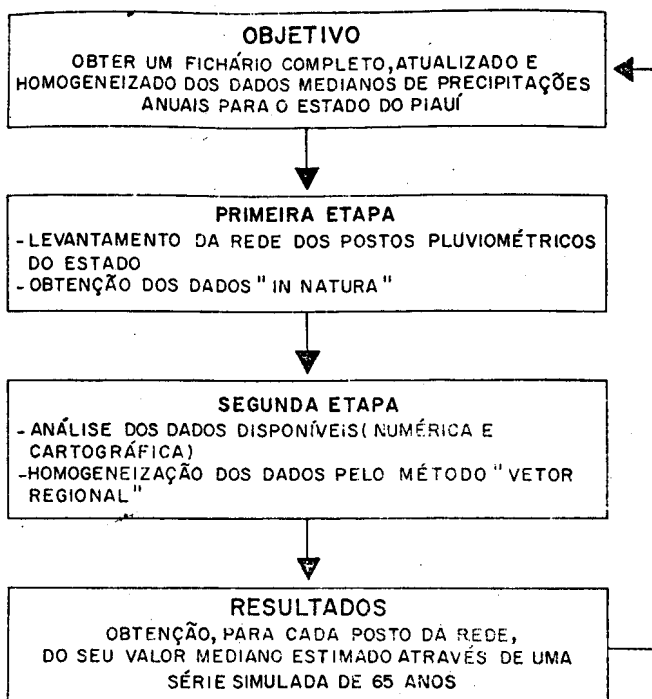 OBJETIVO
OBTER UM FICHÁRIO COMPLETO, ATUALIZADO E
HOMOGENEIZADO DOS DADOS MEDIANOS DE PRECIPITAÇÕES
ANUAIS PARA O ESTADO DO PIAUÍ
PRIMEIRA ETAPA
- LEVANTAMENTO DA REDE DOS POSTOS PLUVIOMÉTRICOS
DO ESTADO
- OBTENÇÃO DOS DADOS "IN NATURA"
SEGUNDA ETAPA
- ANÁLISE DOS DADOS DISPONÍVEIS (NUMÉRICA E
CARTOGRÁFICA)
- HOMOGENEIZAÇÃO DOS DADOS PELO MÉTODO "VETOR
REGIONAL"
RESULTADOS
OBTENÇÃO, PARA CADA POSTO DA REDE,
DO SEU VALOR MEDIANO ESTIMADO ATRAVÉS DE UMA
SÉRIE SIMULADA DE 65 ANOS